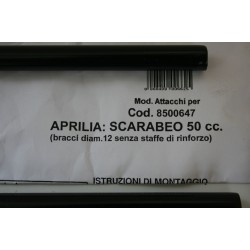 Mod. Attacchi per
Cod. 8500647
APRILIA: SCARABEO 50 cc.
(bracci diam.12 senza staffe di rinforzo)
ISTRUZIONI DI MONTAGGIO